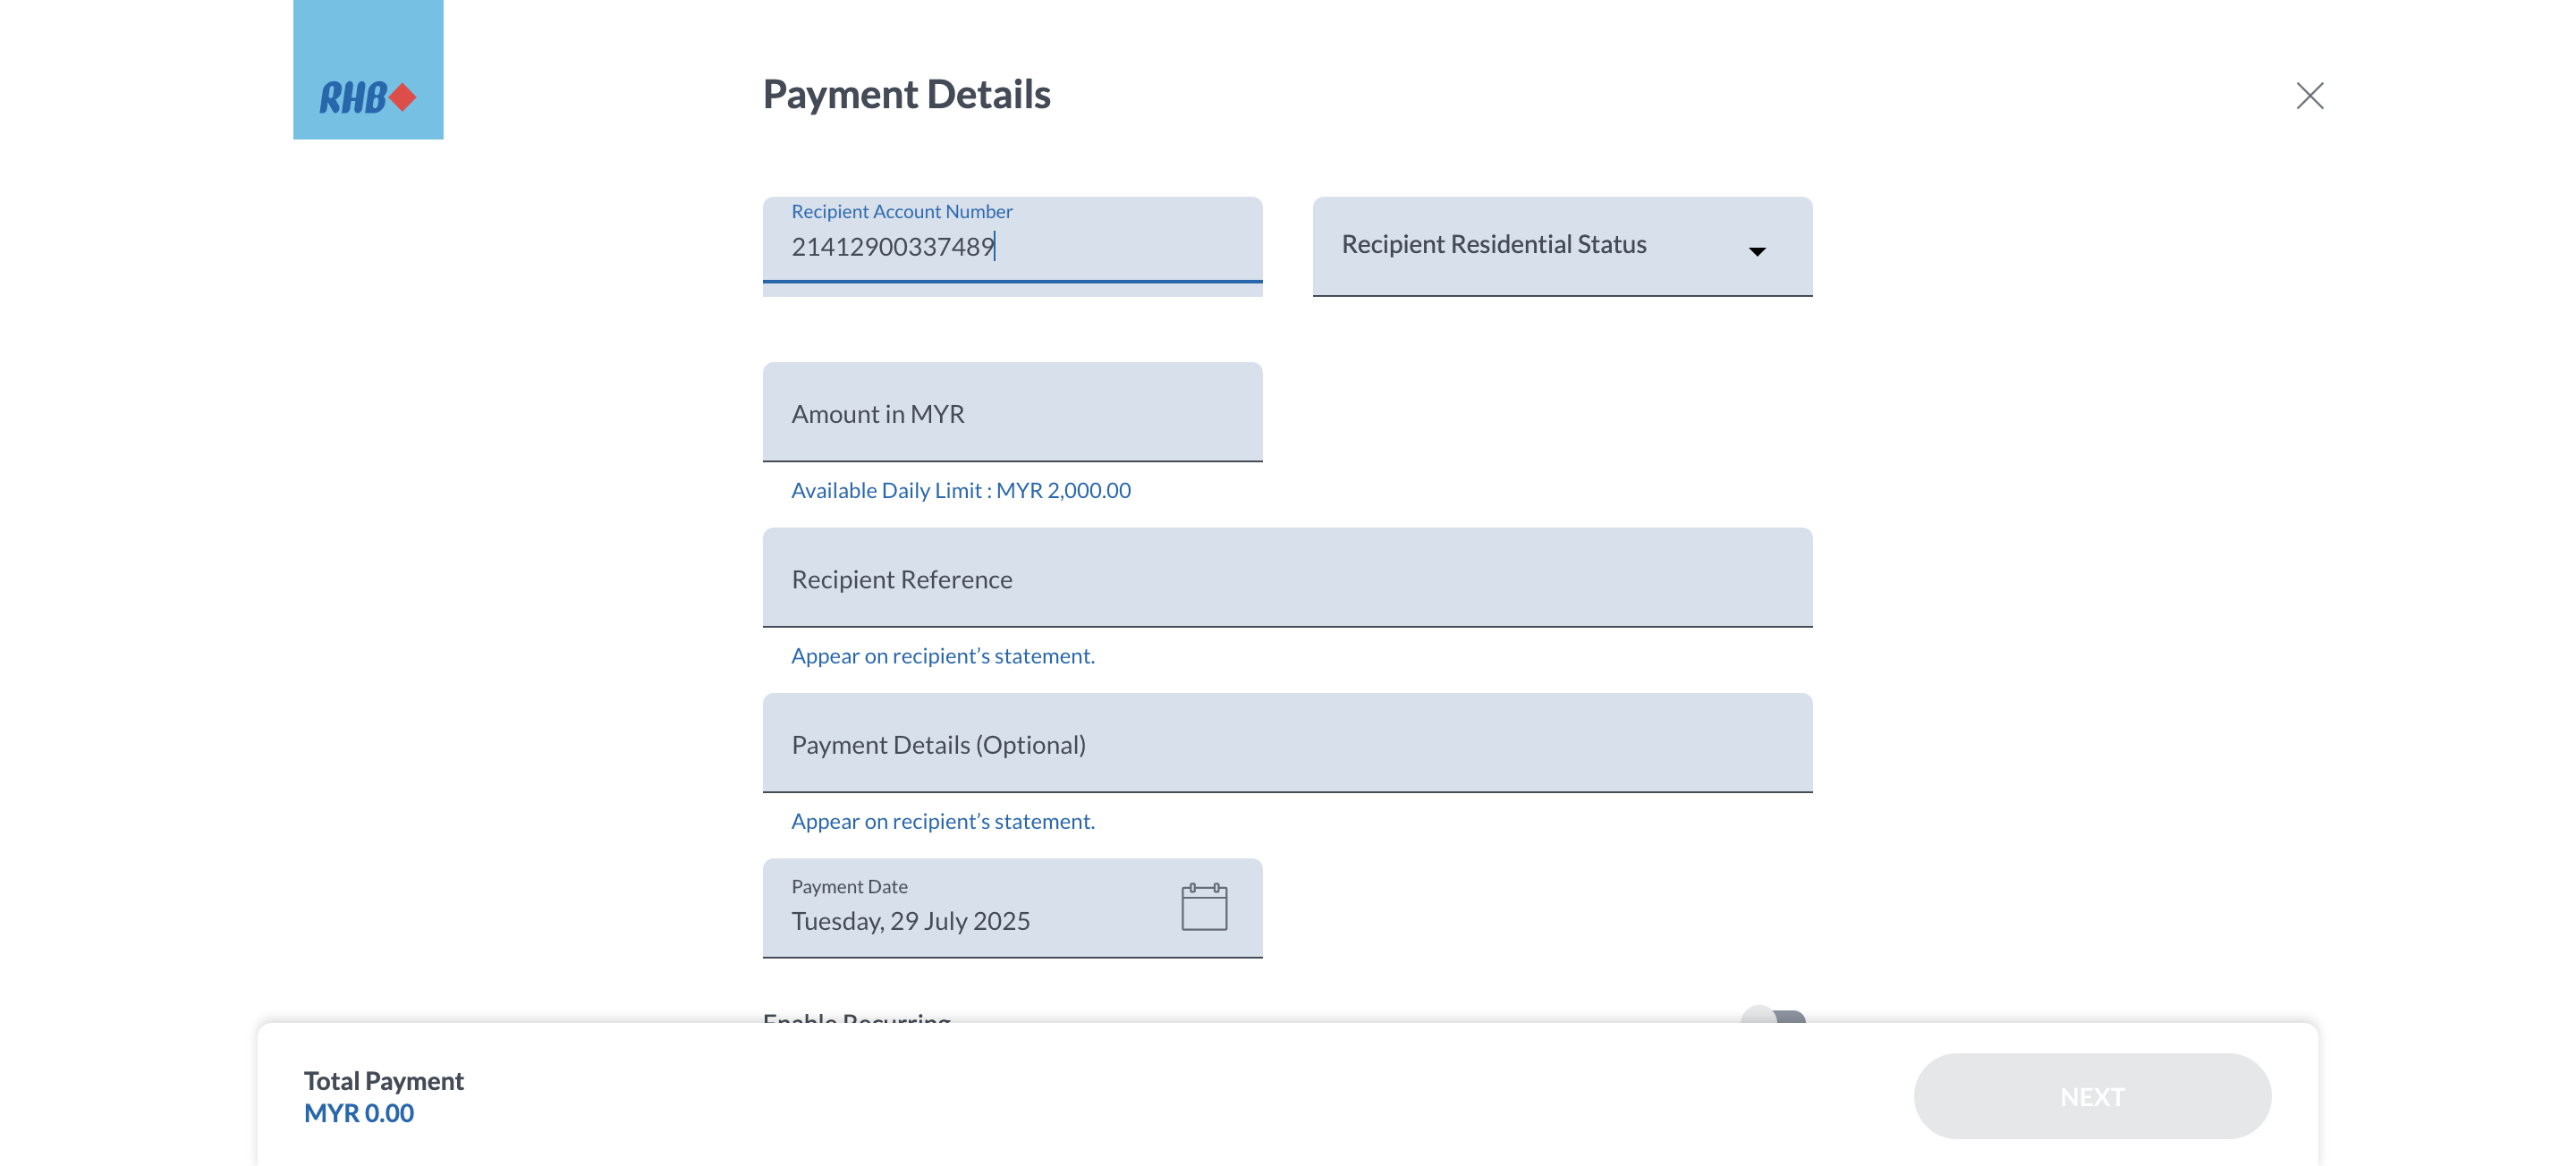 RHB
Payment Details
Recipient Account Number
21412900337489
Recipient Residential Status
Amount in MYR
Available Daily Limit : MYR 2,000.00
Recipient Reference
Appear on recipient’s statement.
Payment Details (Optional)
Appear on recipient’s statement.
Payment Date
Tuesday, 29 July 2025
Enable Recurring
Total Payment
MYR 0.00
NEXT